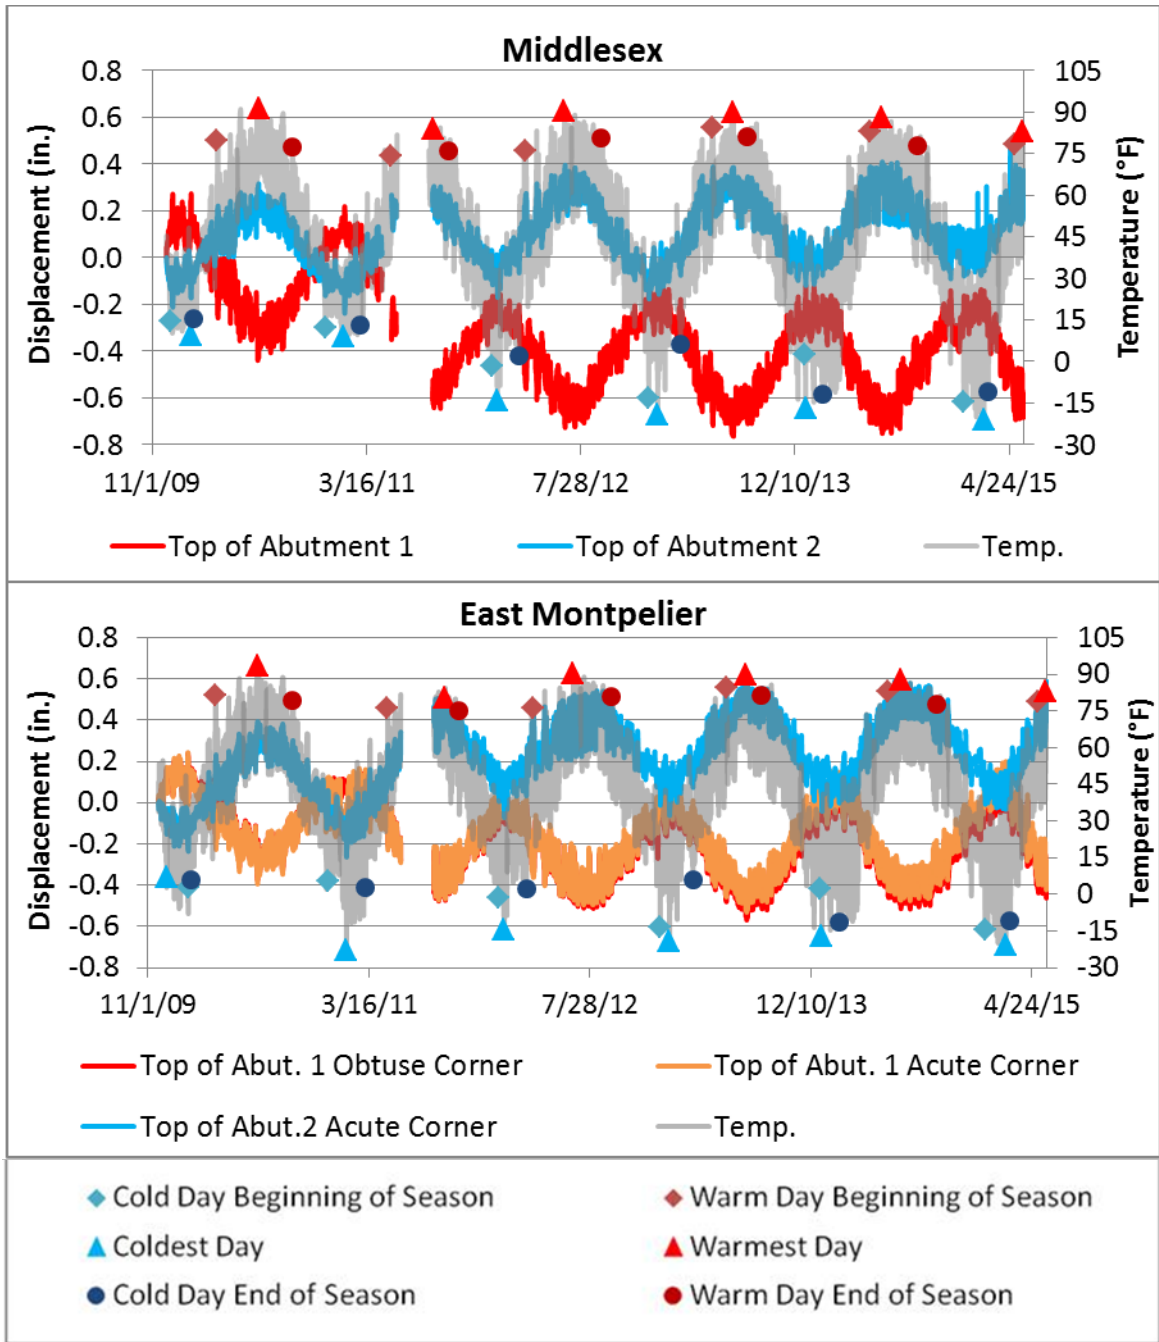 Middlesex
0.8
0.6
0.4
0.2
0.0
-0.2
-0.4
-0.6
-0.8
Displacement (in.)
105
90
75
60
45
30
15
0
-15
-30
Temperature (°F)
11/1/09 3/16/11 7/28/12 12/10/13 4/24/15
Top of Abutment 1 Top of Abutment 2 Temp.
East Montpelier
0.8
0.6
0.4
0.2
0.0
-0.2
-0.4
-0.6
-0.8
Displacement (in.)
105
90
75
60
45
30
15
0
-15
-30
Temperature (°F)
11/1/09 3/16/11 7/28/12 12/10/13 4/24/15
Top of Abut. 1 Obtuse Corner Top of Abut. 1 Acute Corner
Top of Abut.2 Acute Corner Temp.
Cold Day Beginning of Season Warm Day Beginning of Season
Coldest Day Warmest Day
Cold Day End of Season Warm Day End of Season